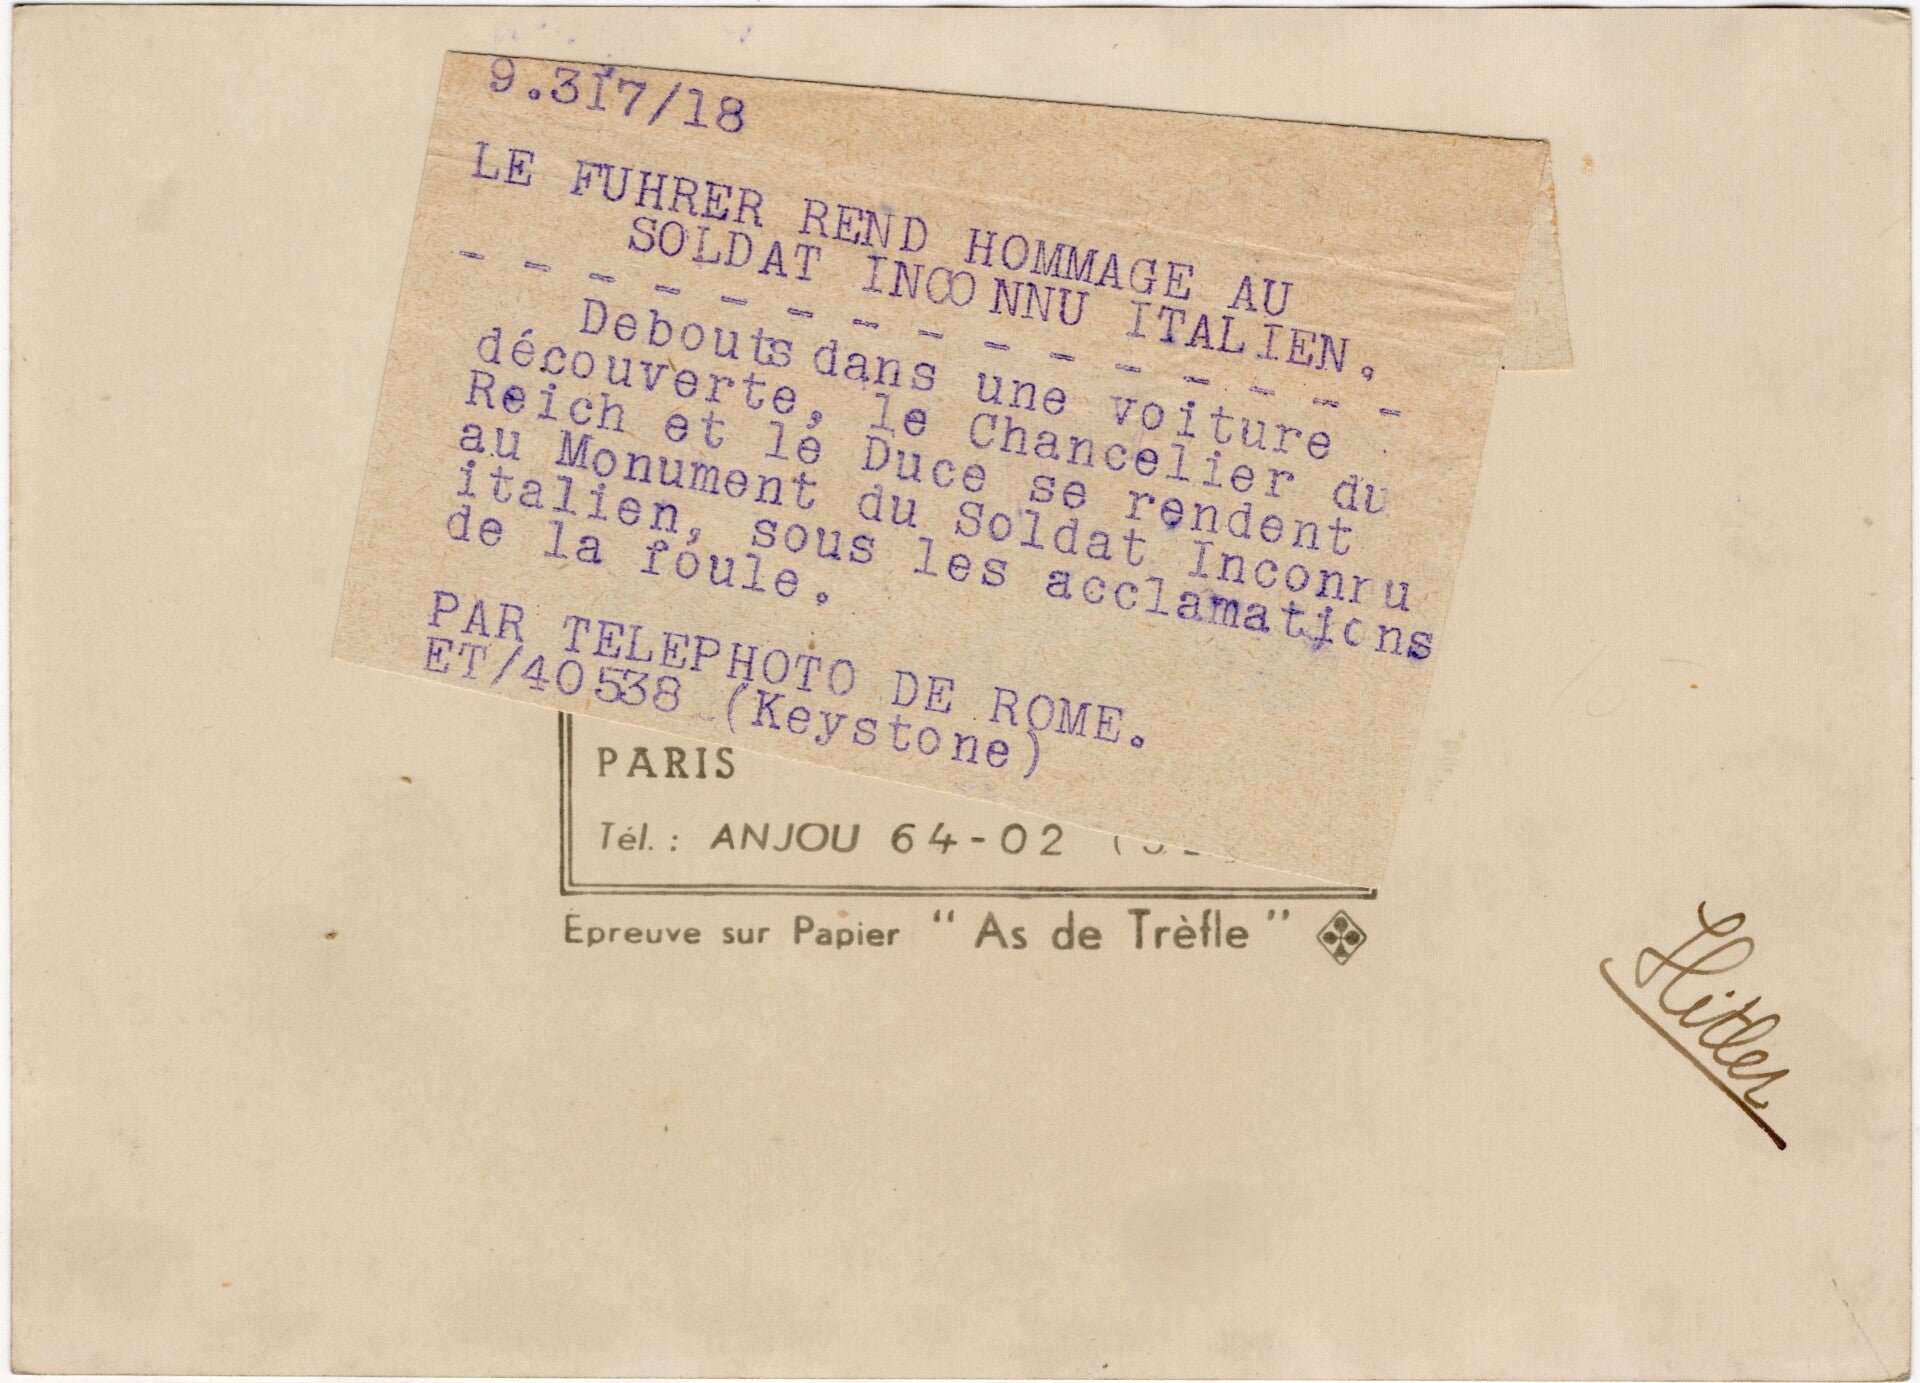 9.317/18
LE FUHRER REND HOMMAGE AU
SOLDAT INCONNU ITALIEN.
- - - - - - - - - - - - - - -
Debouts dans une voiture
découverte, le Chancelier du
Reich et le Duce se rendent
au Monument du Soldat Inconnu
italien, sous les acclamations
de la foule.
PAR TELEPHOTO DE ROME.
ET/40538 (Keystone)
PARIS
Tél. : ANJOU 64-02
Epreuve sur Papier "As de Trèfle"
Hitler